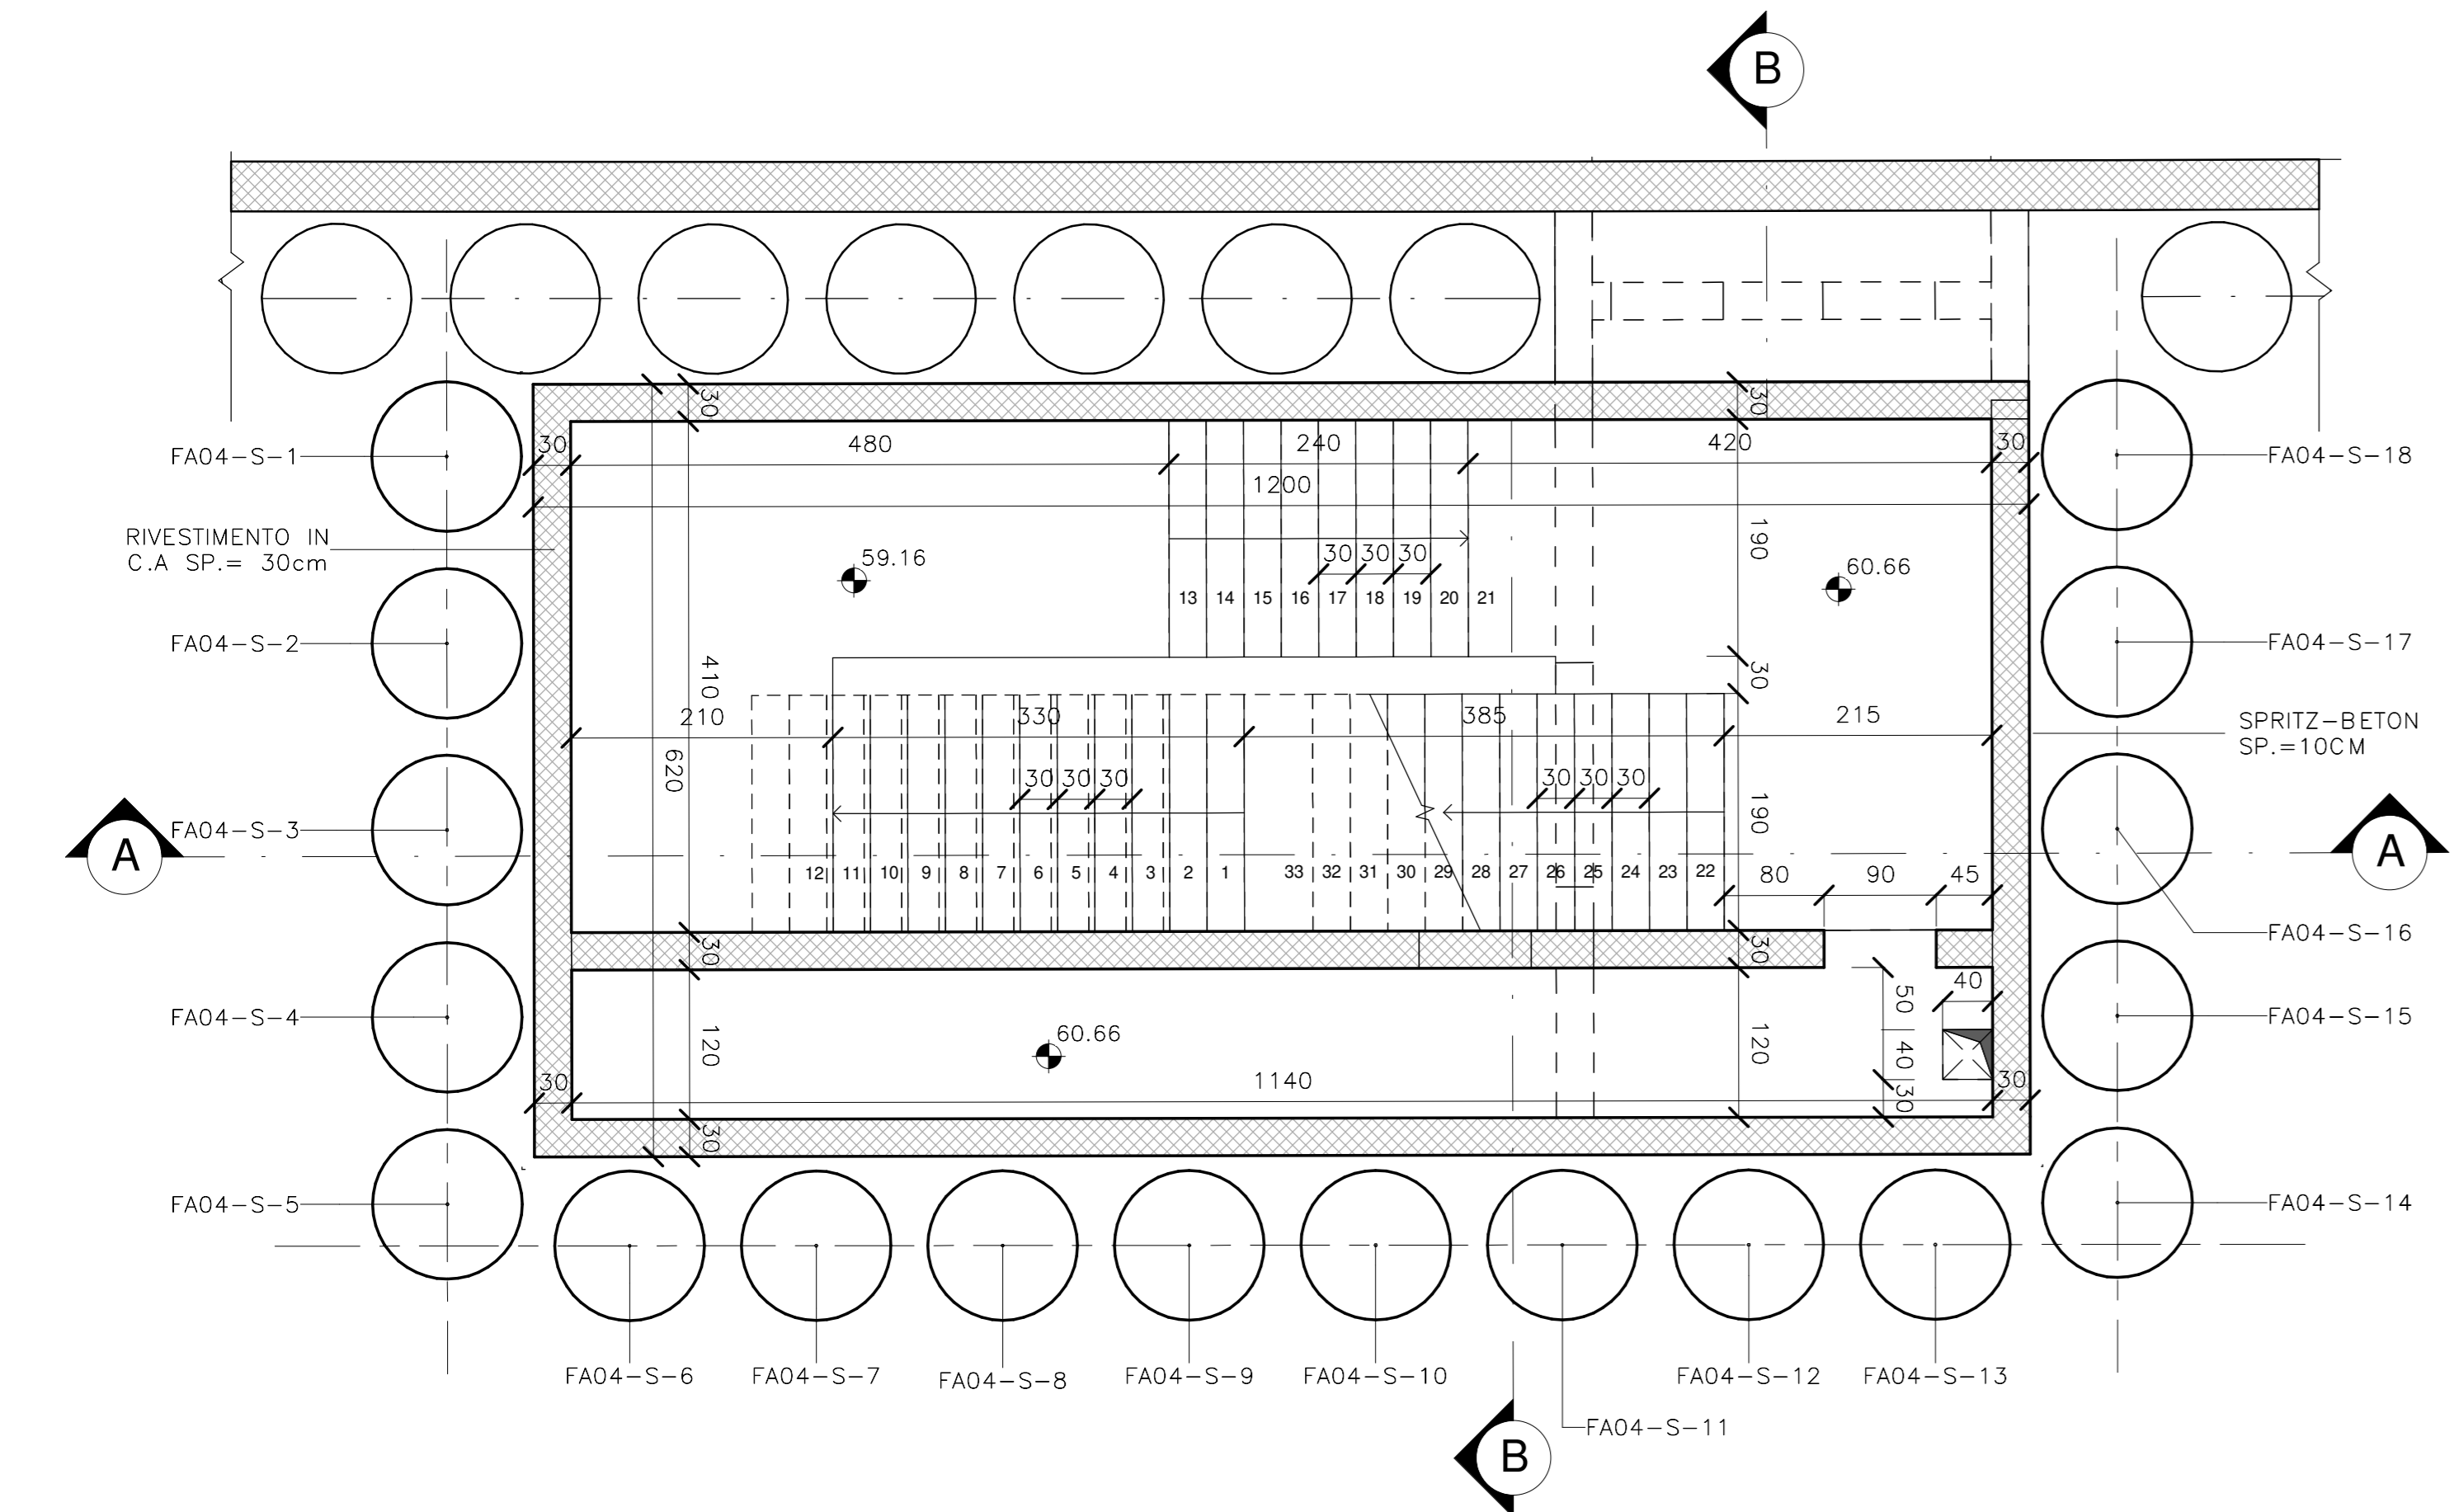 B
30
30
30
480
240
420
30
FA04-S-1
FA04-S-18
1200
RIVESTIMENTO IN
C.A SP.= 30cm
190
59.16
30 30 30
60.66
13 14 15 16 17 18 19 20 21
FA04-S-2
FA04-S-17
410
30
210
330
385
215
SPRITZ-BETON
SP.=10CM
620
30 30 30
30 30 30
190
A
FA04-S-3
A
12 11 10 9 8 7 6 5 4 3 2 1 33 32 31 30 29 28 27 26 25 24 23 22
80
90
45
FA04-S-16
30
30
40
50
FA04-S-4
FA04-S-15
120
60.66
120
40
30
1140
30
30
30
FA04-S-5
FA04-S-14
FA04-S-6
FA04-S-7
FA04-S-8
FA04-S-9
FA04-S-10
FA04-S-12
FA04-S-13
FA04-S-11
B